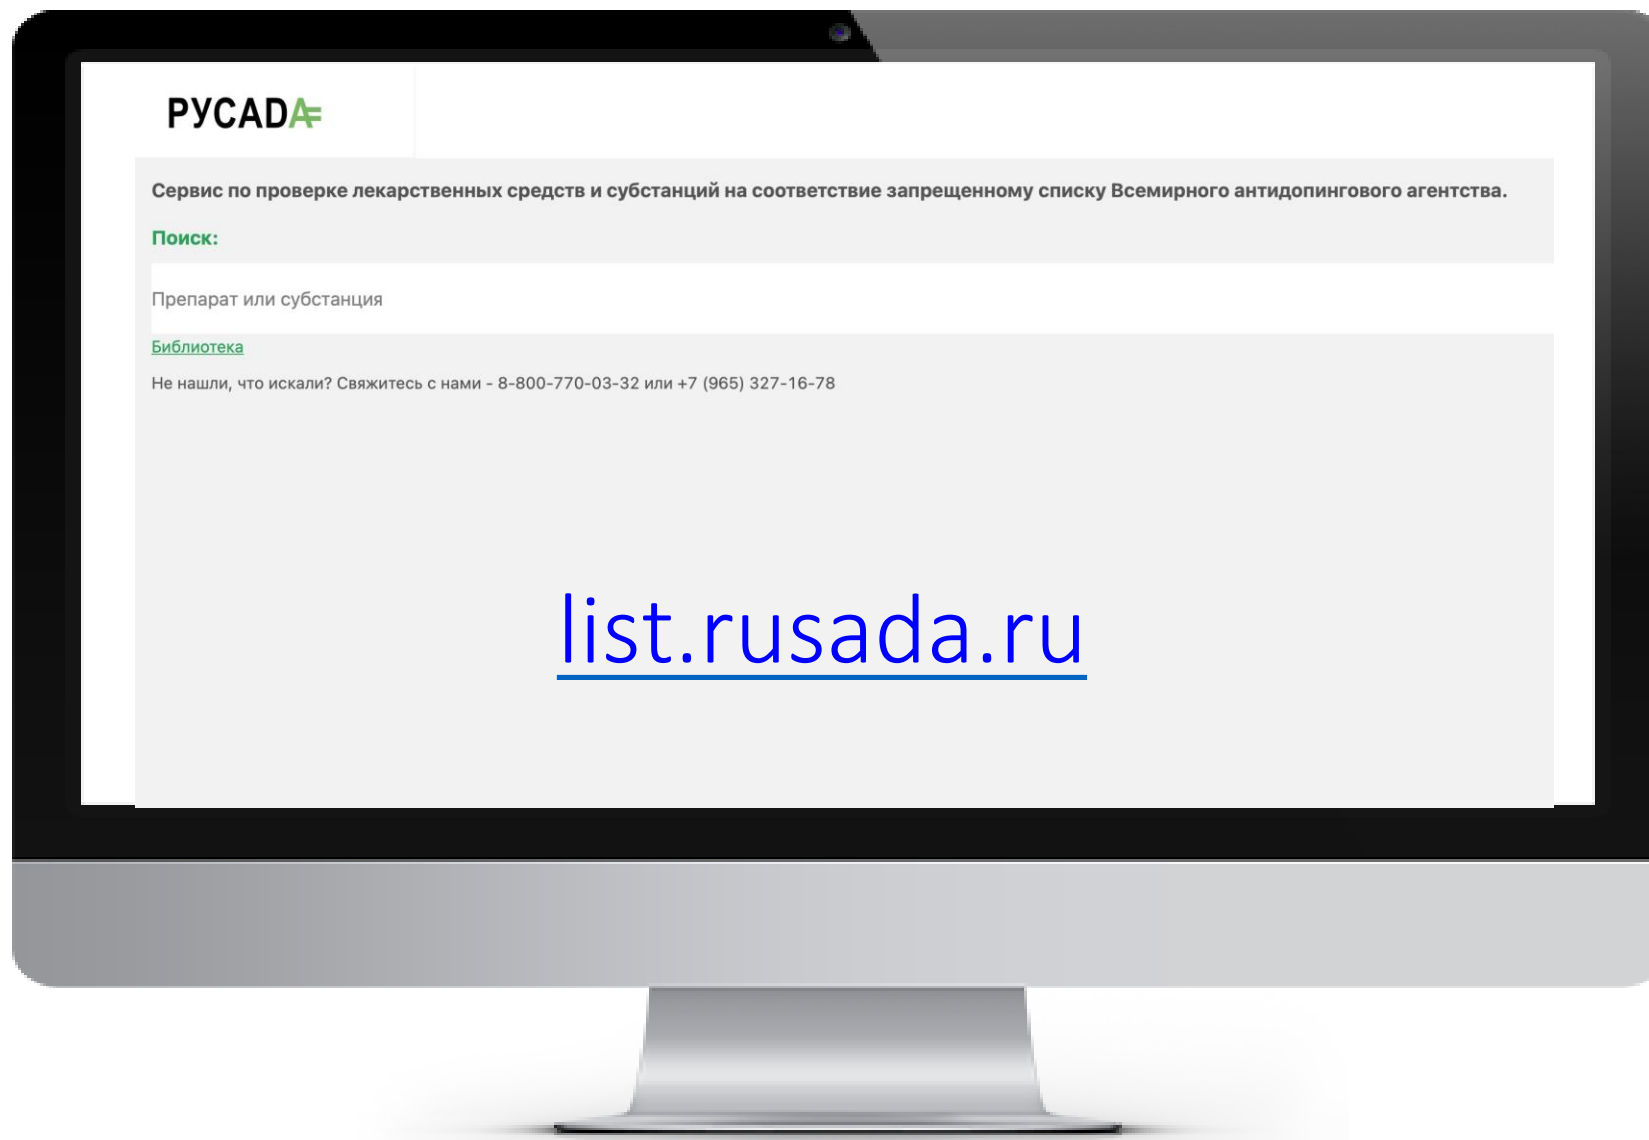 РУСАDA
Сервис по проверке лекарственных средств и субстанций на соответствие запрещенному списку Всемирного антидопингового агентства.
Поиск:
Препарат или субстанция
Библиотека
Не нашли, что искали? Свяжитесь с нами - 8-800-770-03-32 или +7 (965) 327-16-78
list.rusada.ru